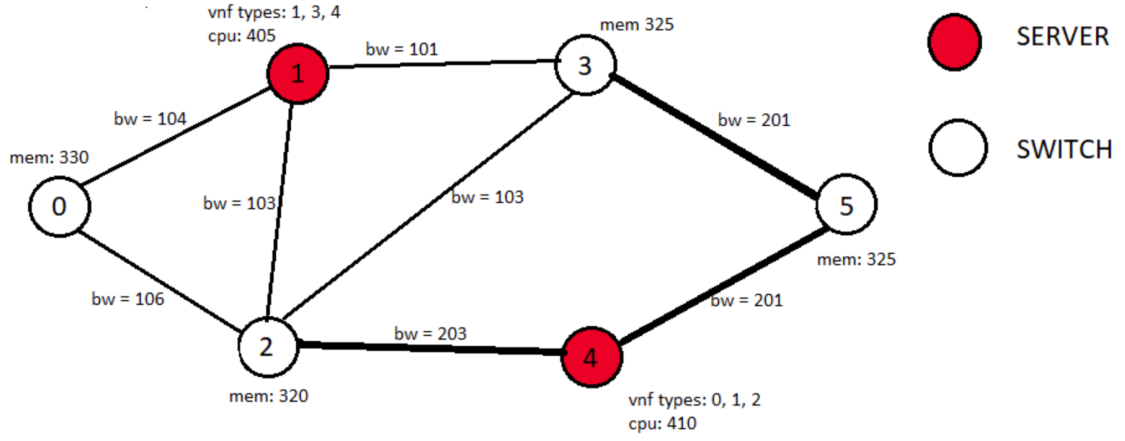 vnf types: 1, 3, 4
cpu: 405
mem 325
SERVER
1
bw = 101
3
bw = 104
bw = 201
SWITCH
mem: 330
0
bw = 103
bw = 103
5
mem: 325
bw = 106
bw = 203
bw = 201
2
4
mem: 320
vnf types: 0, 1, 2
cpu: 410